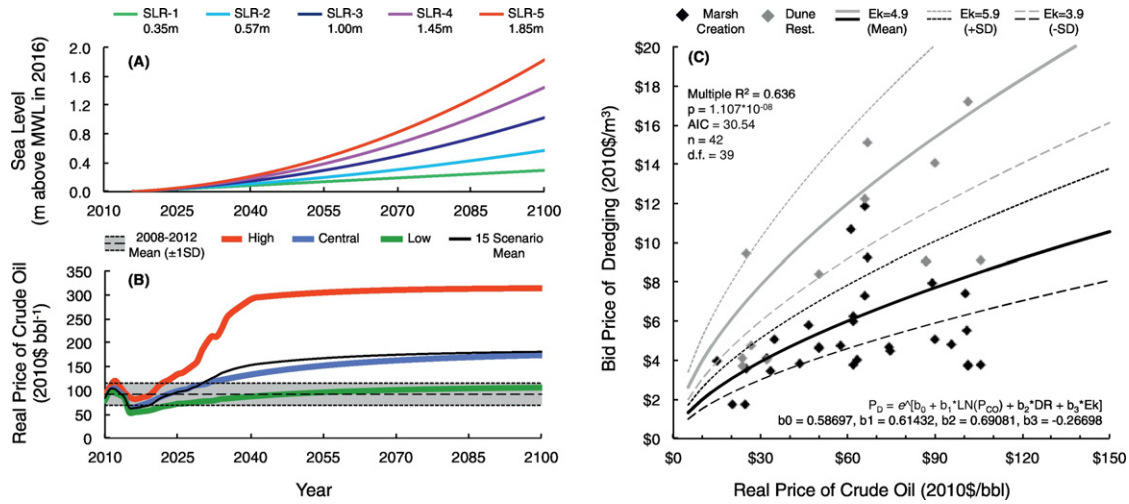 SLR-1 SLR-2 SLR-3 SLR-4 SLR-5
0.35m 0.57m 1.00m 1.45m 1.85m
(A)
Sea Level
(m above MWL in 2016)
2.0
1.6
1.2
0.8
0.4
0.0
2010 2025 2040 2055 2070 2085 2100
2008-2012
Mean (±1SD)
High Central Low 15 Scenario
Mean
(B)
Real Price of Crude Oil
(2010$ bbl⁻¹)
350
300
250
200
150
100
50
0
2010 2025 2040 2055 2070 2085 2100
Year
Marsh
Creation
Dune
Rest.
Ek=4.9
(Mean)
Ek=5.9
(+SD)
Ek=3.9
(-SD)
(C)
Bid Price of Dredging (2010$/m³)
$20
$18
$16
$14
$12
$10
$8
$6
$4
$2
$0
Multiple R² = 0.636
p = 1.107*10⁻⁰⁸
AIC = 30.54
n = 42
d.f. = 39
P_D = e^[b₀ + b₁*LN(P_CO) + b₂*DR + b₃*Ek]
b0 = 0.58697, b1 = 0.61432, b2 = 0.69081, b3 = -0.26698
$0 $30 $60 $90 $120 $150
Real Price of Crude Oil (2010$/bbl)